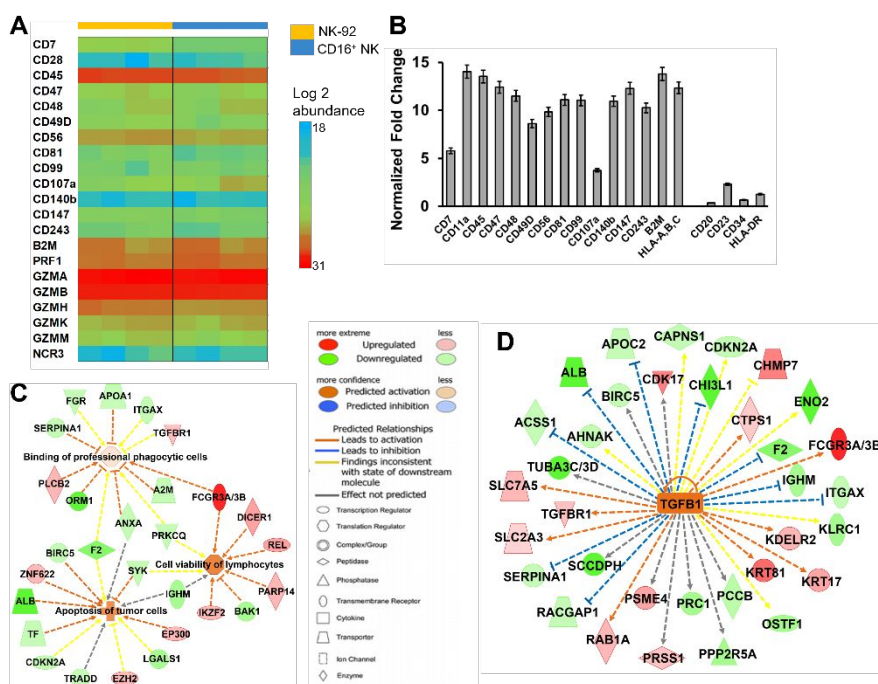 A
NK-92
CD16+ NK
CD7
CD28
CD45
CD47
CD48
CD49D
CD56
CD81
CD99
CD107a
CD140b
CD147
CD243
B2M
PRF1
GZMA
GZMB
GZMH
GZMK
GZMM
NCR3
Log 2
abundance
18
31
B
Normalized Fold Change
15
10
5
0
CD7
CD11a
CD45
CD47
CD48
CD49D
CD56
CD81
CD99
CD107a
CD140b
CD147
CD243
B2M
HLA-A,B,C
CD20
CD23
CD34
HLA-DR
C
FGR
APOA1
ITGAX
SERPINA1
TGFBR1
Binding of professional phagocytic cells
PLCB2
ORM1
A2M
FCGR3A/3B
DICER1
ANXA
PRKCQ
REL
BIRC5
F2
ZNF622
SYK
Cell viability of lymphocytes
ALB
IGHM
PARP14
Apoptosis of tumor cells
IKZF2
BAK1
TF
EP300
CDKN2A
LGALS1
TRADD
EZH2
more extreme
less
Upregulated
Downregulated
more confidence
less
Predicted activation
Predicted inhibition
Predicted Relationships
Leads to activation
Leads to inhibition
Findings inconsistent
with state of downstream
molecule
Effect not predicted
Transcription Regulator
Translation Regulator
Complex/Group
Peptidase
Phosphatase
Transmembrane Receptor
Cytokine
Transporter
Ion Channel
Enzyme
D
CAPNS1
APOC2
CDKN2A
ALB
CHMP7
CDK17
BIRC5
CHI3L1
ENO2
ACSS1
CTPS1
AHNAK
F2
FCGR3A/3B
TUBA3C/3D
IGHM
SLC7A5
TGFB1
ITGAX
TGFBR1
KLRC1
SLC2A3
KDELR2
SERPINA1
SCCDPH
KRT81
KRT17
RACGAP1
PSME4
PRC1
PCCB
OSTF1
RAB1A
PRSS1
PPP2R5A